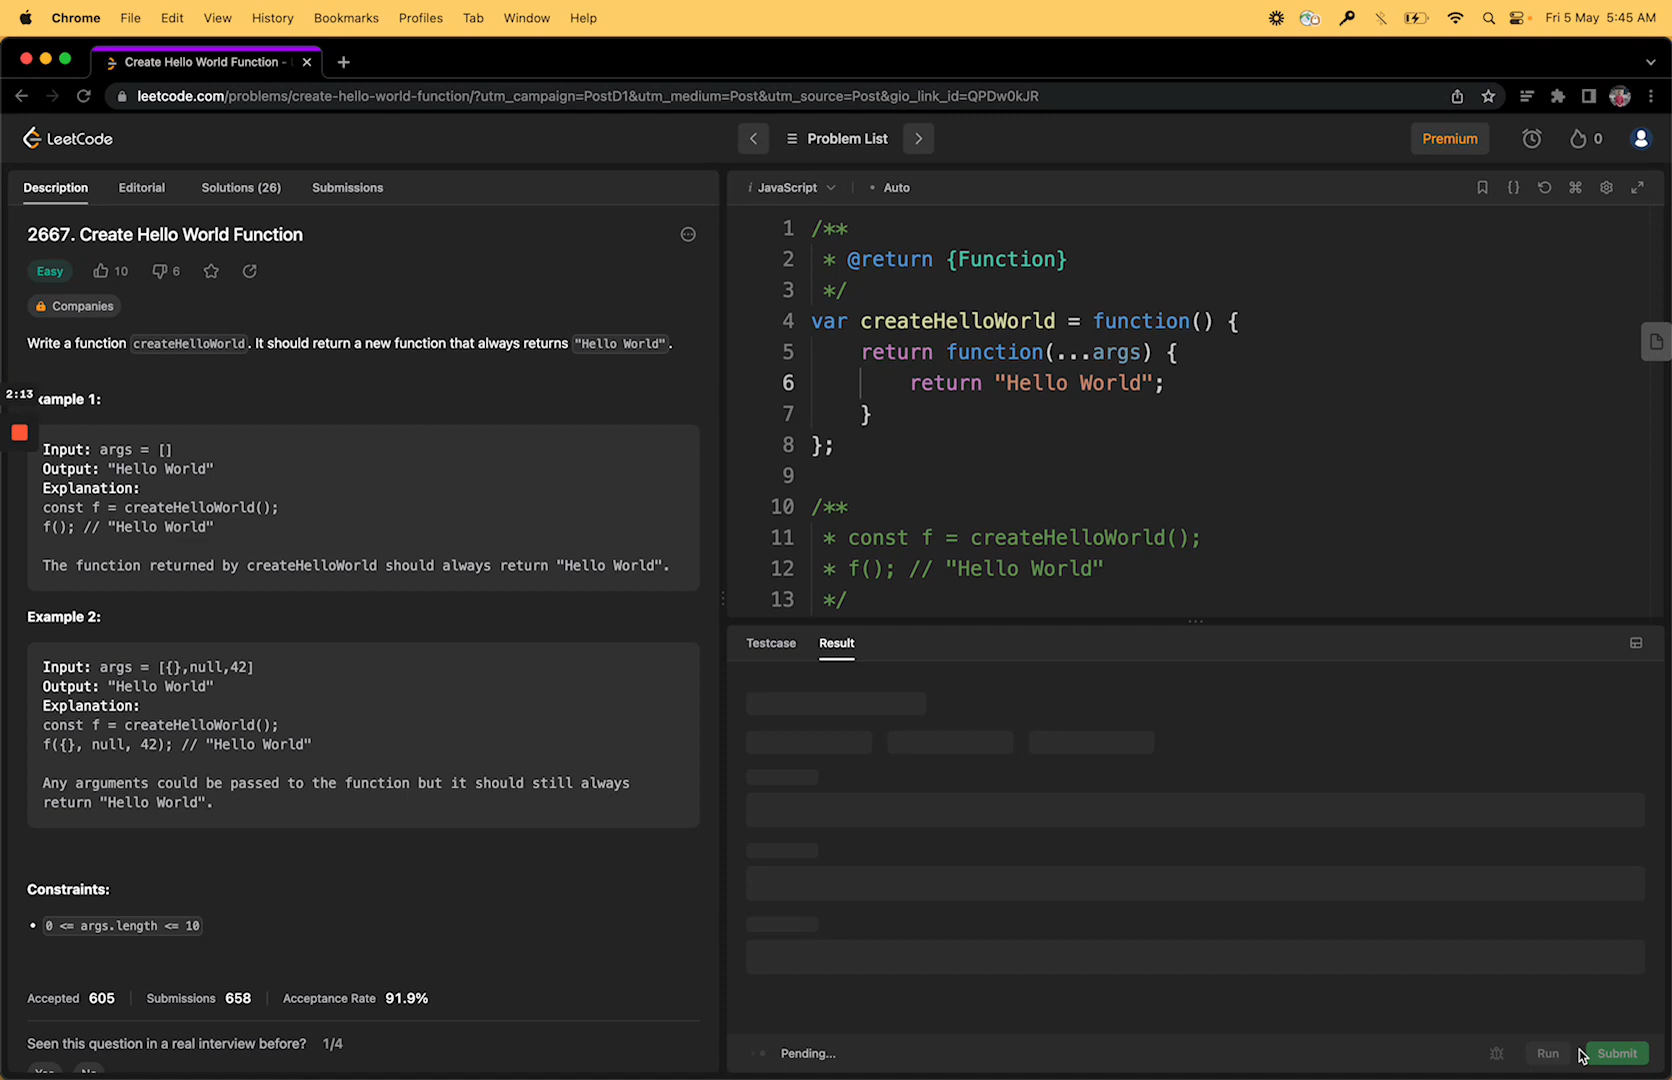 Chrome File Edit View History Bookmarks Profiles Tab Window Help Fri 5 May 5:45 AM
Create Hello World Function -
leetcode.com/problems/create-hello-world-function/?utm_campaign=PostD1&utm_medium=Post&utm_source=Post&gio_link_id=QPDw0kJR
LeetCode Problem List Premium 0
Description Editorial Solutions (26) Submissions
2667. Create Hello World Function
Easy 10 6
Companies
Write a function createHelloWorld. It should return a new function that always returns "Hello World".
2:13
xample 1:
Input: args = []
Output: "Hello World"
Explanation:
const f = createHelloWorld();
f(); // "Hello World"
The function returned by createHelloWorld should always return "Hello World".
Example 2:
Input: args = [{},null,42]
Output: "Hello World"
Explanation:
const f = createHelloWorld();
f({}, null, 42); // "Hello World"
Any arguments could be passed to the function but it should still always
return "Hello World".
Constraints:
• 0 <= args.length <= 10
Accepted 605 Submissions 658 Acceptance Rate 91.9%
Seen this question in a real interview before? 1/4
Yes No
i JavaScript • Auto
1 /**
2 * @return {Function}
3 */
4 var createHelloWorld = function() {
5 return function(...args) {
6 return "Hello World";
7 }
8 };
9
10 /**
11 * const f = createHelloWorld();
12 * f(); // "Hello World"
13 */
Testcase Result
Pending... Run Submit